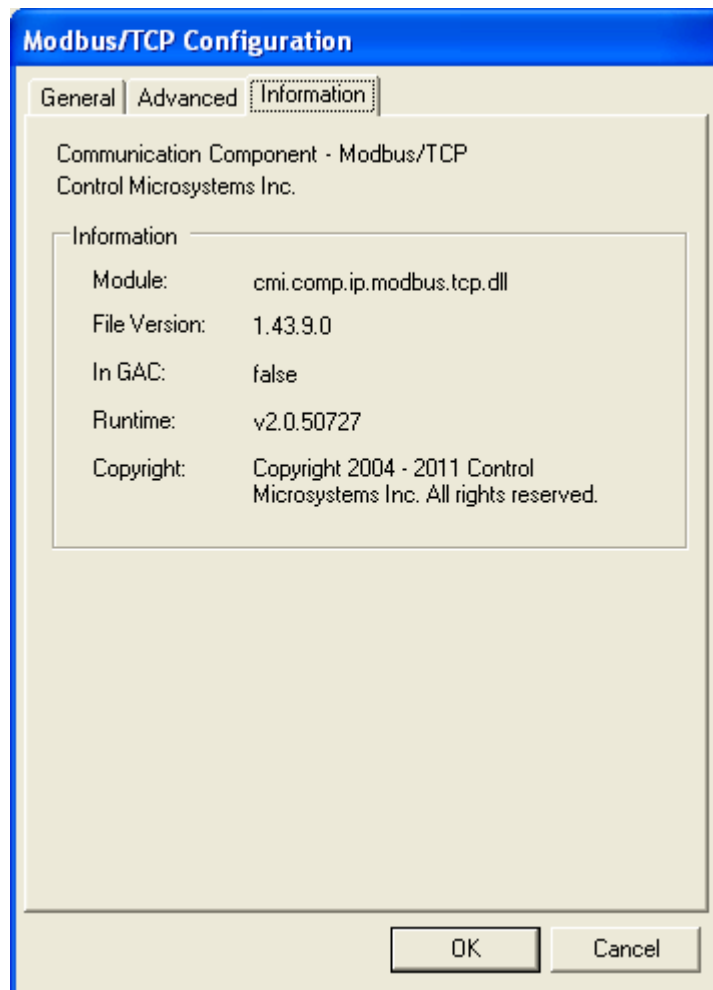 Modbus/TCP Configuration
General Advanced Information
Communication Component - Modbus/TCP
Control Microsystems Inc.
Information
Module: cmi.comp.ip.modbus.tcp.dll
File Version: 1.43.9.0
In GAC: false
Runtime: v2.0.50727
Copyright: Copyright 2004 - 2011 Control
Microsystems Inc. All rights reserved.
OK Cancel